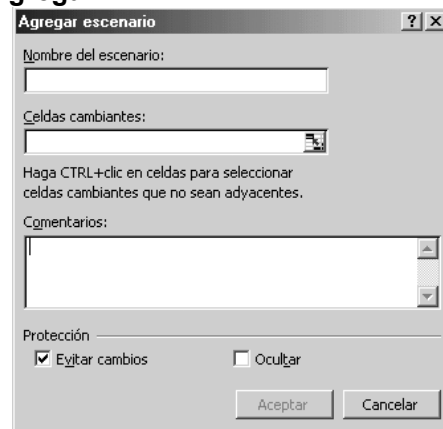 Agregar escenario
Nombre del escenario:
Celdas cambiantes:
Haga CTRL+clic en celdas para seleccionar
celdas cambiantes que no sean adyacentes.
Comentarios:
Protección
Evitar cambios Ocultar
Aceptar Cancelar